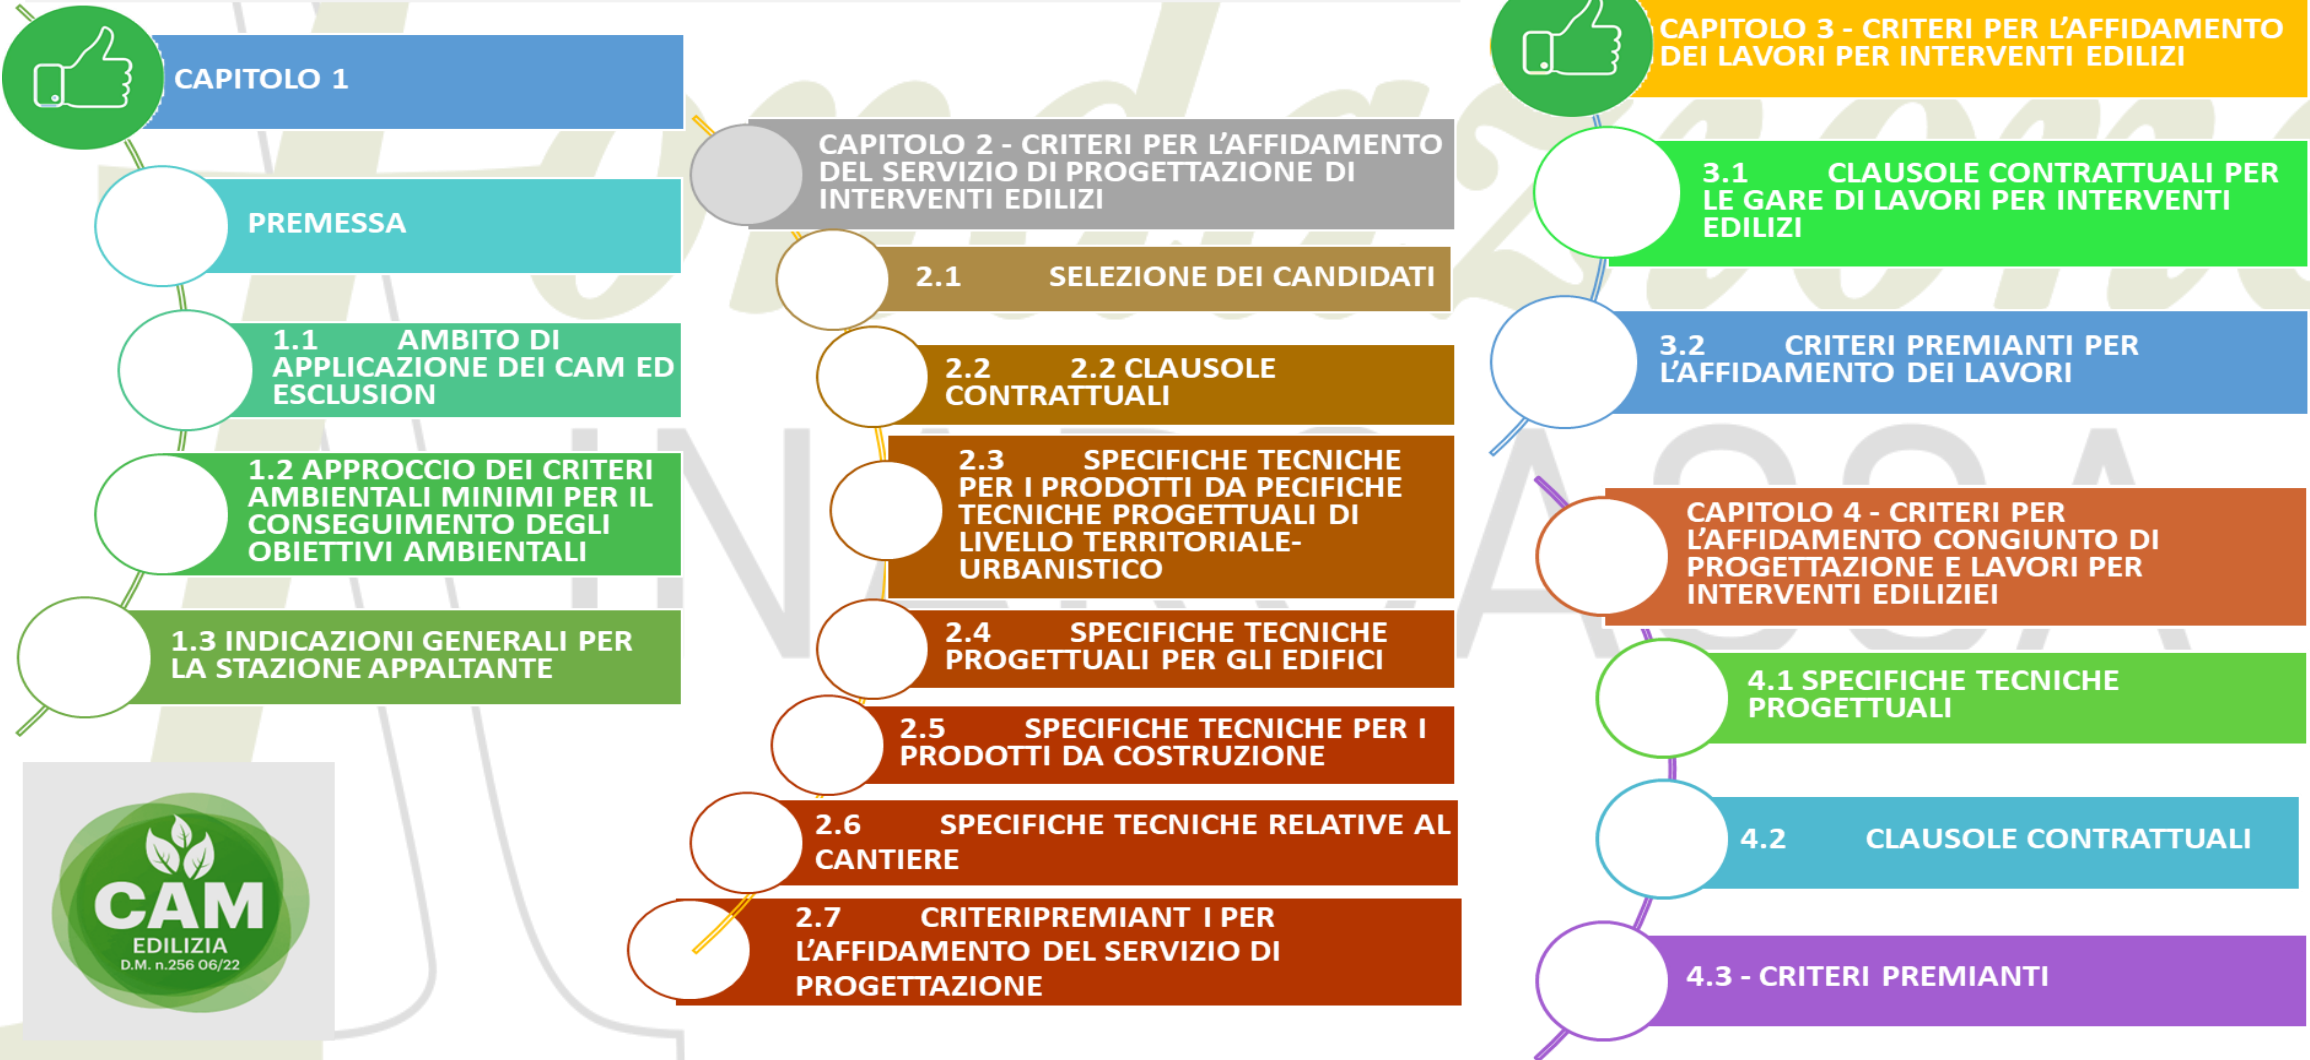 CAPITOLO 1
PREMESSA
1.1 AMBITO DI
APPLICAZIONE DEI CAM ED
ESCLUSION
1.2 APPROCCIO DEI CRITERI
AMBIENTALI MINIMI PER IL
CONSEGUIMENTO DEGLI
OBIETTIVI AMBIENTALI
1.3 INDICAZIONI GENERALI PER
LA STAZIONE APPALTANTE
CAM
EDILIZIA
D.M. n.256 06/22
CAPITOLO 2 - CRITERI PER L’AFFIDAMENTO
DEL SERVIZIO DI PROGETTAZIONE DI
INTERVENTI EDILIZI
2.1 SELEZIONE DEI CANDIDATI
2.2 2.2 CLAUSOLE
CONTRATTUALI
2.3 SPECIFICHE TECNICHE
PER I PRODOTTI DA PECIFICHE
TECNICHE PROGETTUALI DI
LIVELLO TERRITORIALE-
URBANISTICO
2.4 SPECIFICHE TECNICHE
PROGETTUALI PER GLI EDIFICI
2.5 SPECIFICHE TECNICHE PER I
PRODOTTI DA COSTRUZIONE
2.6 SPECIFICHE TECNICHE RELATIVE AL
CANTIERE
2.7 CRITERIPREMIANT I PER
L’AFFIDAMENTO DEL SERVIZIO DI
PROGETTAZIONE
CAPITOLO 3 - CRITERI PER L’AFFIDAMENTO
DEI LAVORI PER INTERVENTI EDILIZI
3.1 CLAUSOLE CONTRATTUALI PER
LE GARE DI LAVORI PER INTERVENTI
EDILIZI
3.2 CRITERI PREMIANTI PER
L’AFFIDAMENTO DEI LAVORI
CAPITOLO 4 - CRITERI PER
L’AFFIDAMENTO CONGIUNTO DI
PROGETTAZIONE E LAVORI PER
INTERVENTI EDILIZIEI
4.1 SPECIFICHE TECNICHE
PROGETTUALI
4.2 CLAUSOLE CONTRATTUALI
4.3 - CRITERI PREMIANTI